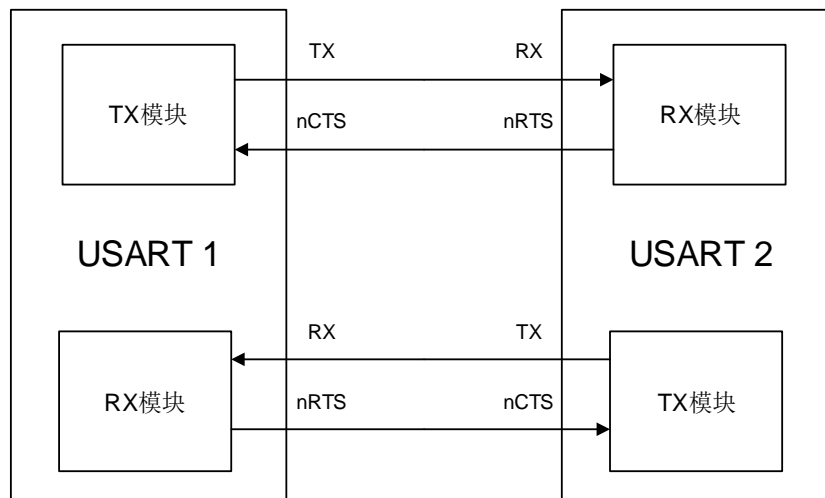 TX RX
TX模块 RX模块
nCTS nRTS
USART 1 USART 2
RX TX
RX模块 TX模块
nRTS nCTS